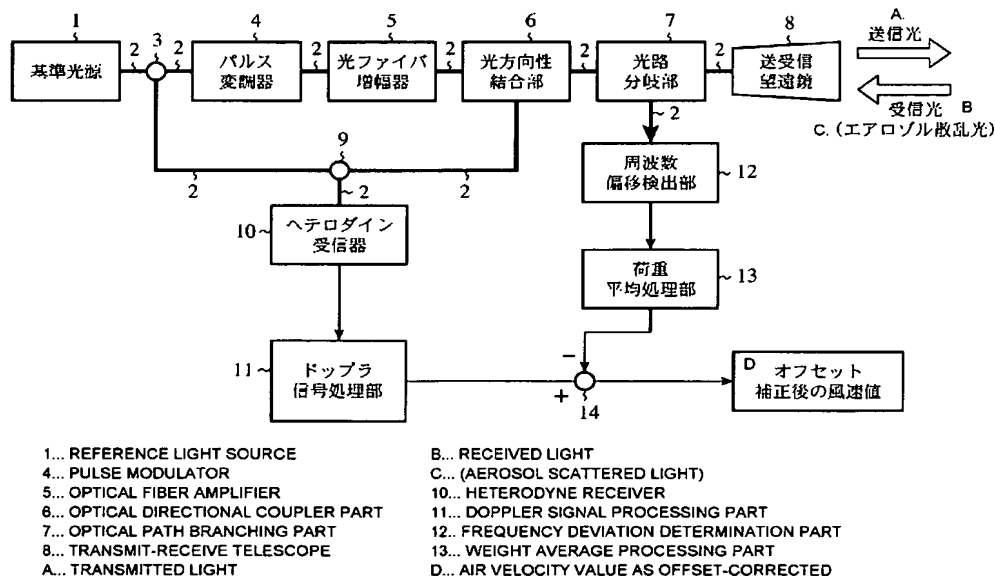 1
3
4
5
6
7
8
A.
送信光
2
2
2
2
2
2
基準光源
パルス
変調器
光ファイバ
増幅器
光方向性
結合部
光路
分岐部
送受信
望遠鏡
受信光 B
C. (エアロゾル散乱光)
2
9
2
2
2
周波数
偏移検出部
12
10
ヘテロダイン
受信器
荷重
平均処理部
13
11
ドップラ
信号処理部
−
+
14
D
オフセット
補正後の風速値
1... REFERENCE LIGHT SOURCE
4... PULSE MODULATOR
5... OPTICAL FIBER AMPLIFIER
6... OPTICAL DIRECTIONAL COUPLER PART
7... OPTICAL PATH BRANCHING PART
8... TRANSMIT-RECEIVE TELESCOPE
A... TRANSMITTED LIGHT
B... RECEIVED LIGHT
C... (AEROSOL SCATTERED LIGHT)
10... HETERODYNE RECEIVER
11... DOPPLER SIGNAL PROCESSING PART
12... FREQUENCY DEVIATION DETERMINATION PART
13... WEIGHT AVERAGE PROCESSING PART
D... AIR VELOCITY VALUE AS OFFSET-CORRECTED